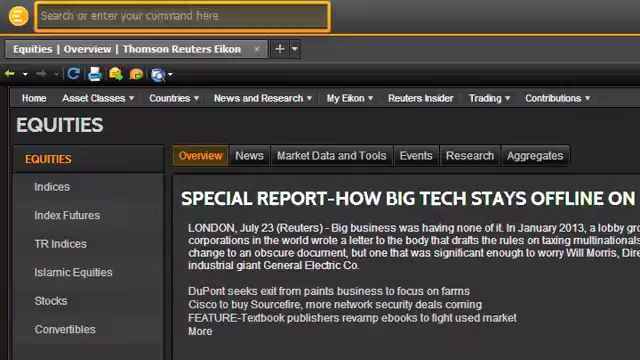 Search or enter your command here
Equities | Overview | Thomson Reuters Eikon
Home Asset Classes Countries News and Research My Eikon Reuters Insider Trading Contributions
EQUITIES
EQUITIES
Indices
Index Futures
TR Indices
Islamic Equities
Stocks
Convertibles
Overview News Market Data and Tools Events Research Aggregates
SPECIAL REPORT-HOW BIG TECH STAYS OFFLINE ON
LONDON, July 23 (Reuters) - Big business was having none of it. In January 2013, a lobby gro
corporations in the world wrote a letter to the body that drafts the rules on taxing multinationals
change to an obscure document, but one that was significant enough to worry Will Morris, Dire
industrial giant General Electric Co.
DuPont seeks exit from paints business to focus on farms
Cisco to buy Sourcefire, more network security deals coming
FEATURE-Textbook publishers revamp ebooks to fight used market
More